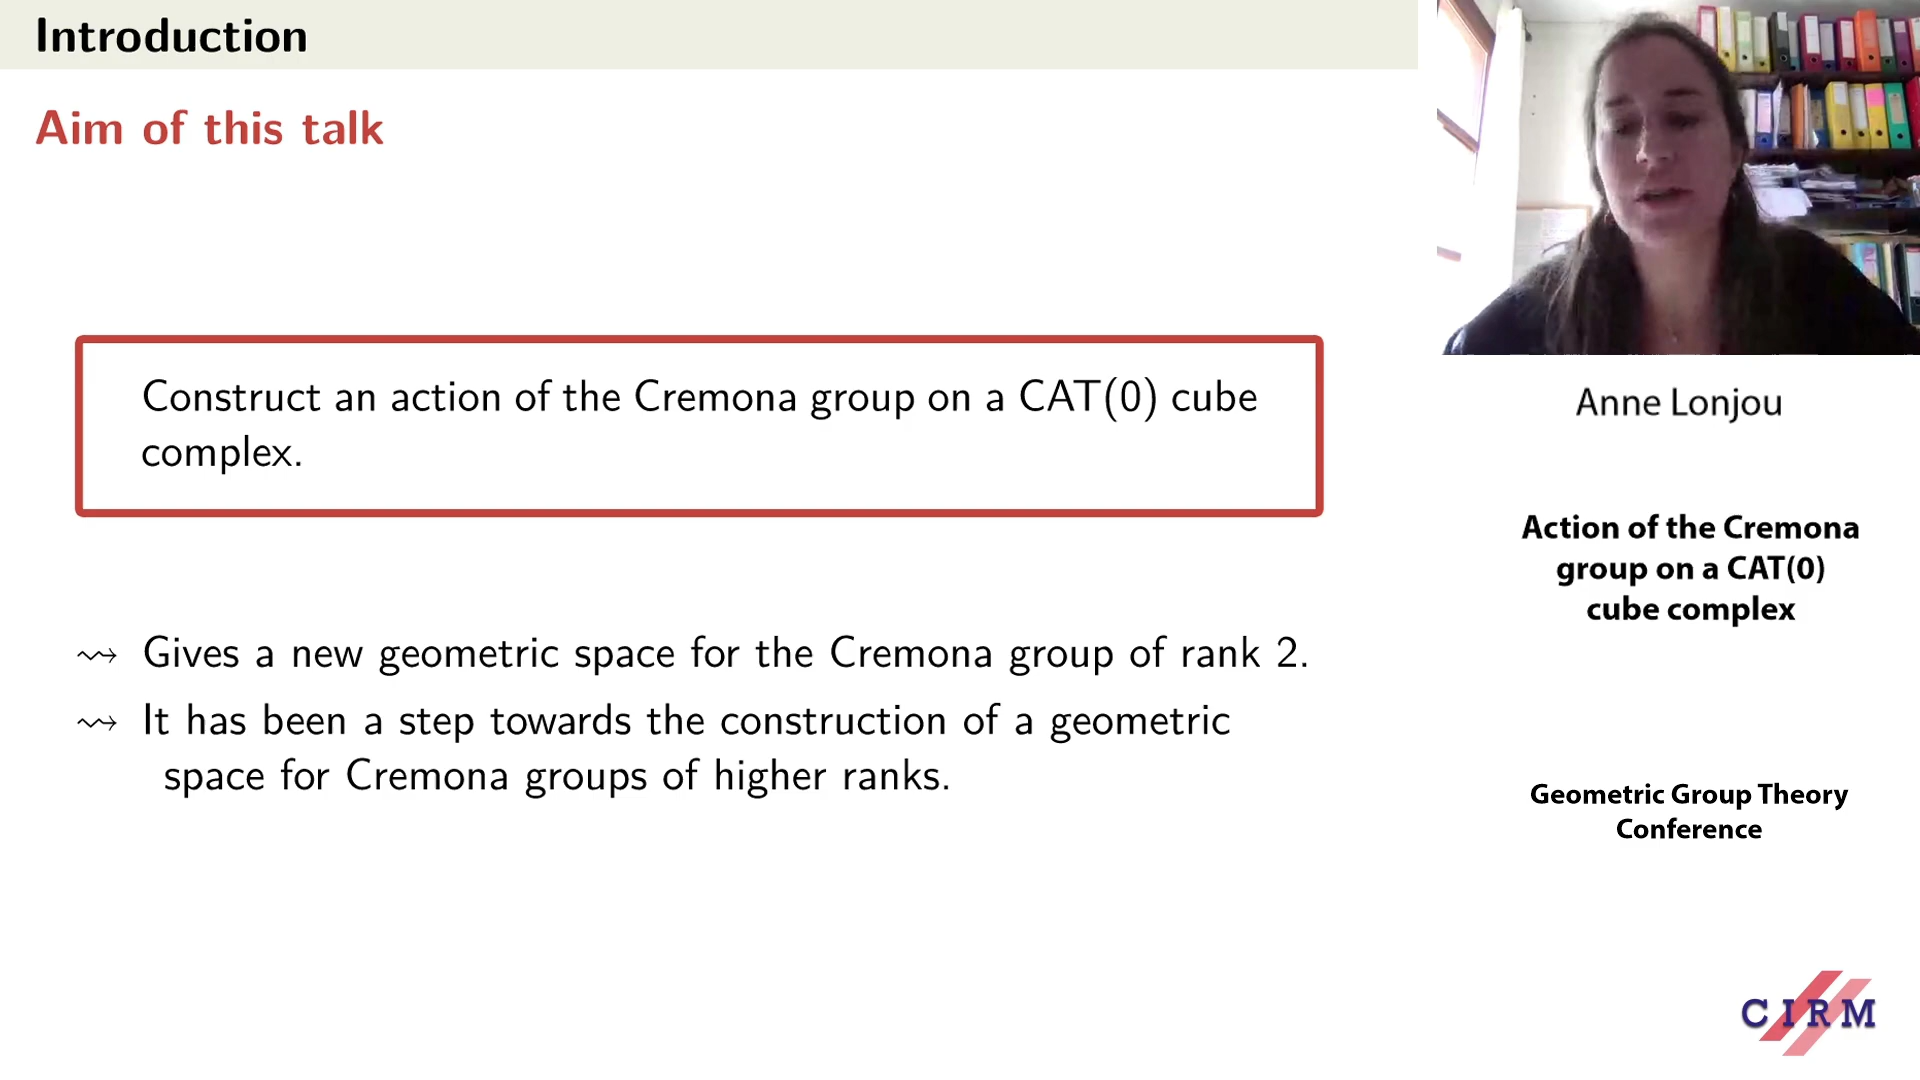 Introduction
Aim of this talk
Construct an action of the Cremona group on a CAT(0) cube
complex.
⇝ Gives a new geometric space for the Cremona group of rank 2.
⇝ It has been a step towards the construction of a geometric
space for Cremona groups of higher ranks.
Anne Lonjou
Action of the Cremona
group on a CAT(0)
cube complex
Geometric Group Theory
Conference
CIRM